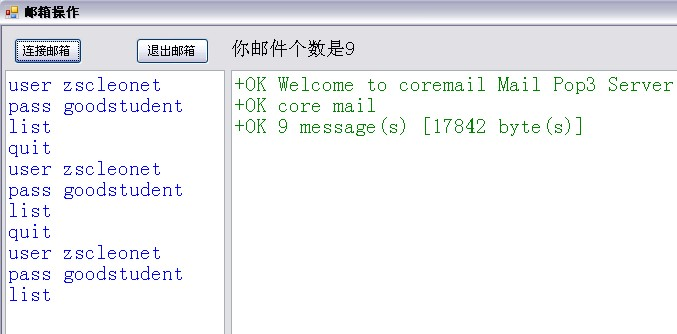 邮箱操作
连接邮箱 退出邮箱 你邮件个数是9
user zscleonet
pass goodstudent
list
quit
user zscleonet
pass goodstudent
list
quit
user zscleonet
pass goodstudent
list
+OK Welcome to coremail Mail Pop3 Server
+OK core mail
+OK 9 message(s) [17842 byte(s)]